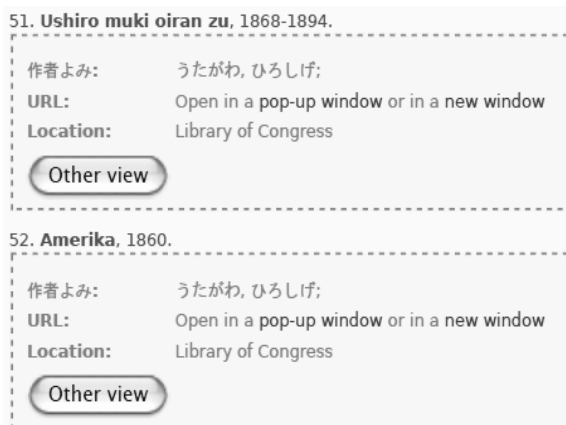 51. Ushiro muki oiran zu, 1868-1894.
作者よみ: うたがわ, ひろしげ;
URL: Open in a pop-up window or in a new window
Location: Library of Congress
Other view
52. Amerika, 1860.
作者よみ: うたがわ, ひろしげ;
URL: Open in a pop-up window or in a new window
Location: Library of Congress
Other view